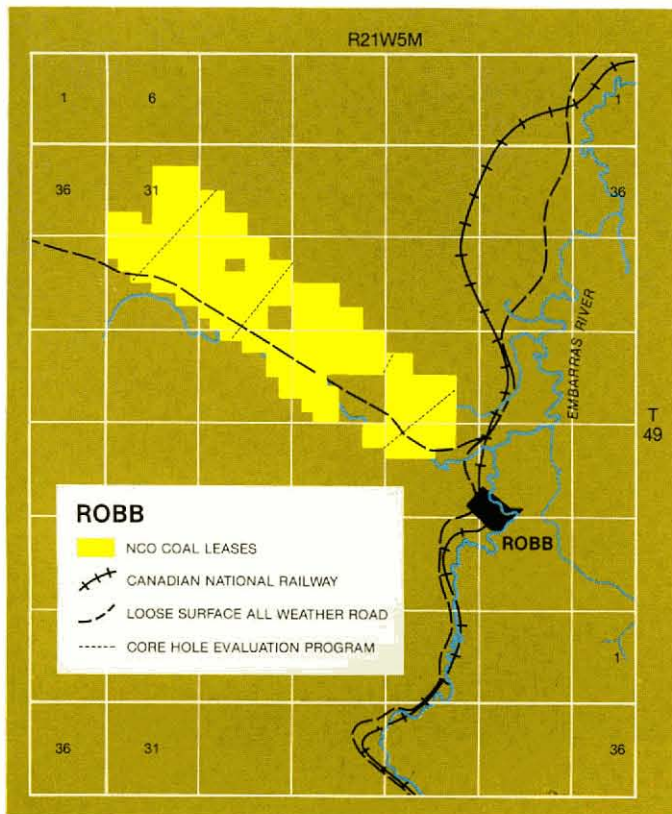 R21W5M
1
6
1
36
31
36
EMBARRAS RIVER
T
49
ROBB
NCO COAL LEASES
CANADIAN NATIONAL RAILWAY
LOOSE SURFACE ALL WEATHER ROAD
CORE HOLE EVALUATION PROGRAM
ROBB
1
36
31
36